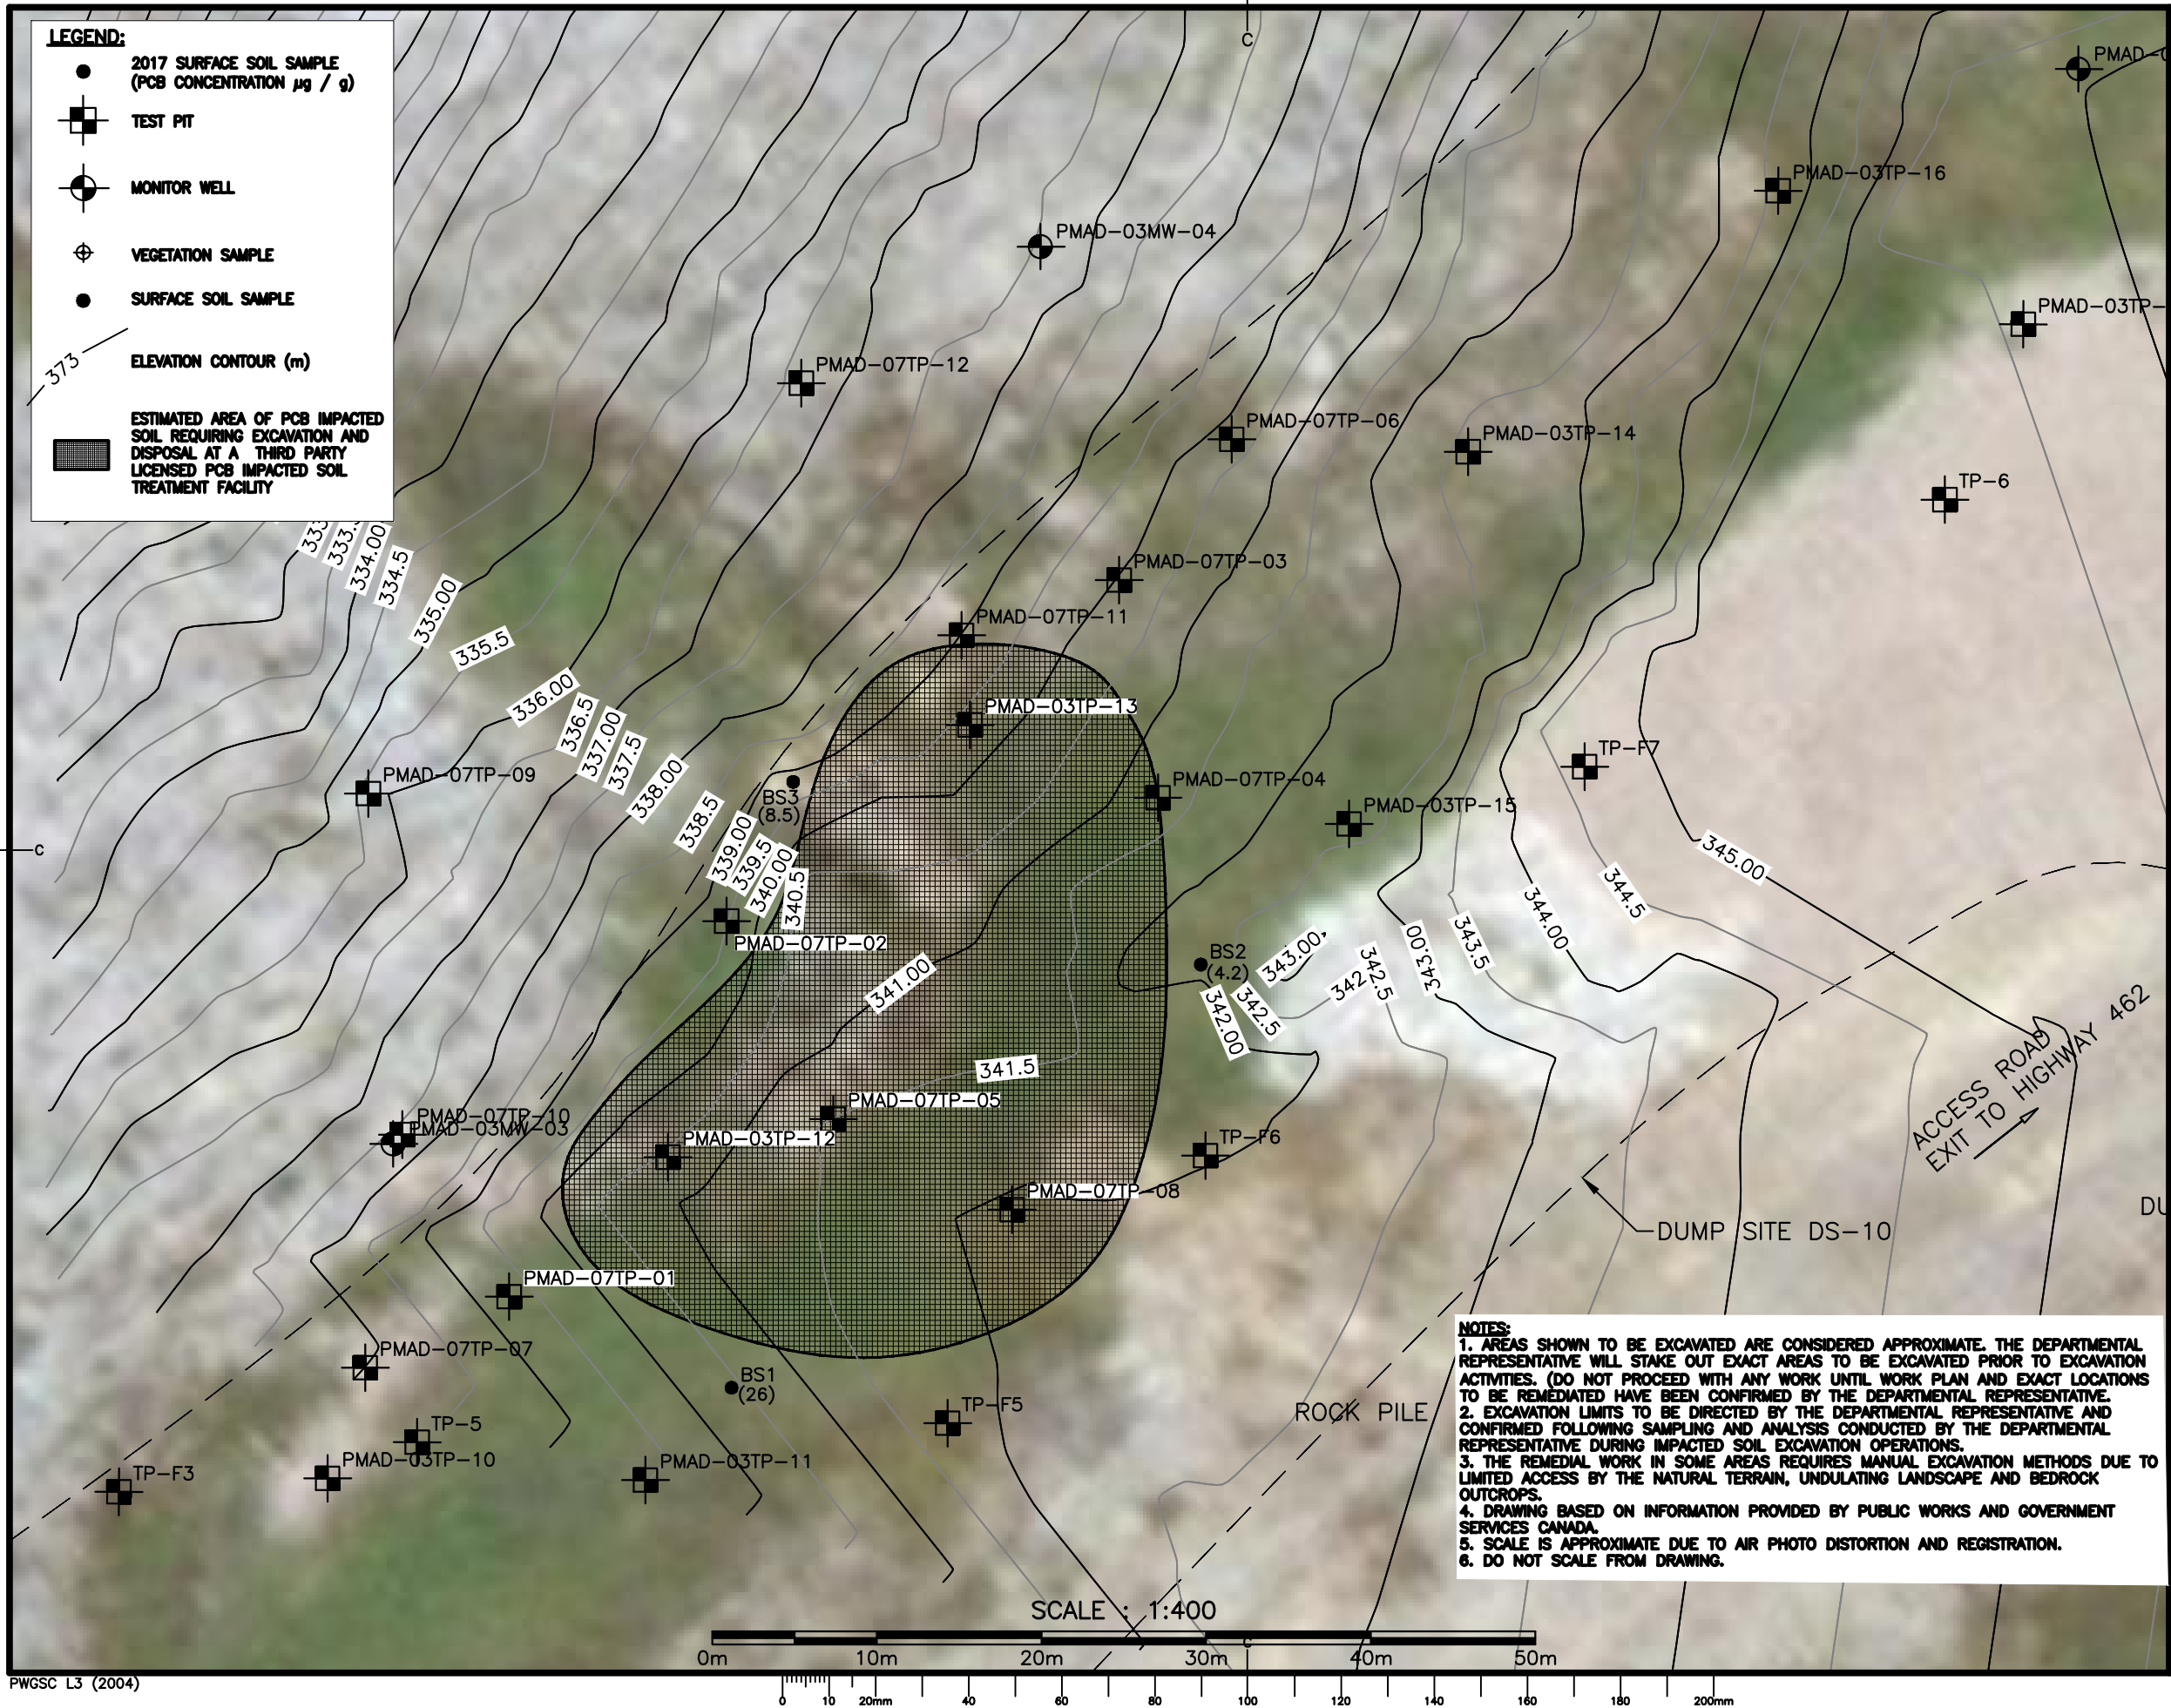 LEGEND:
2017 SURFACE SOIL SAMPLE
(PCB CONCENTRATION µg / g)
TEST PIT
MONITOR WELL
VEGETATION SAMPLE
SURFACE SOIL SAMPLE
373
ELEVATION CONTOUR (m)
ESTIMATED AREA OF PCB IMPACTED
SOIL REQUIRING EXCAVATION AND
DISPOSAL AT A THIRD PARTY
LICENSED PCB IMPACTED SOIL
TREATMENT FACILITY
C
PMAD-03TP-16
PMAD-03MW-04
PMAD-07TP-12
PMAD-07TP-06
PMAD-03TP-14
TP-6
334.00
334.5
335.00
335.5
336.00
336.5
337.00
337.5
338.00
338.5
339.00
339.5
340.00
340.5
PMAD-07TP-03
PMAD-07TP-11
PMAD-03TP-13
TP-F7
PMAD-07TP-09
BS3
(8.5)
PMAD-07TP-04
PMAD-03TP-15
C
345.00
344.5
344.00
343.5
343.00
342.5
342
343.00
342.5
342.00
PMAD-07TP-02
BS2
(4.2)
341.00
341.5
ACCESS ROAD
EXIT TO HIGHWAY 462
PMAD-07TP-05
PMAD-07TP-10
PMAD-03MW-03
PMAD-03TP-12
TP-F6
PMAD-07TP-08
DUMP SITE DS-10
PMAD-07TP-01
PMAD-07TP-07
BS1
(26)
TP-F5
ROCK PILE
TP-5
PMAD-03TP-10
PMAD-03TP-11
TP-F3
NOTES:
1. AREAS SHOWN TO BE EXCAVATED ARE CONSIDERED APPROXIMATE. THE DEPARTMENTAL
REPRESENTATIVE WILL STAKE OUT EXACT AREAS TO BE EXCAVATED PRIOR TO EXCAVATION
ACTIVITIES. (DO NOT PROCEED WITH ANY WORK UNTIL WORK PLAN AND EXACT LOCATIONS
TO BE REMEDIATED HAVE BEEN CONFIRMED BY THE DEPARTMENTAL REPRESENTATIVE.
2. EXCAVATION LIMITS TO BE DIRECTED BY THE DEPARTMENTAL REPRESENTATIVE AND
CONFIRMED FOLLOWING SAMPLING AND ANALYSIS CONDUCTED BY THE DEPARTMENTAL
REPRESENTATIVE DURING IMPACTED SOIL EXCAVATION OPERATIONS.
3. THE REMEDIAL WORK IN SOME AREAS REQUIRES MANUAL EXCAVATION METHODS DUE TO
LIMITED ACCESS BY THE NATURAL TERRAIN, UNDULATING LANDSCAPE AND BEDROCK
OUTCROPS.
4. DRAWING BASED ON INFORMATION PROVIDED BY PUBLIC WORKS AND GOVERNMENT
SERVICES CANADA.
5. SCALE IS APPROXIMATE DUE TO AIR PHOTO DISTORTION AND REGISTRATION.
6. DO NOT SCALE FROM DRAWING.
SCALE : 1:400
C
0m 10m 20m 30m 40m 50m
PWGSC L3 (2004)
0 10 20mm 40 60 80 100 120 140 160 180 200mm